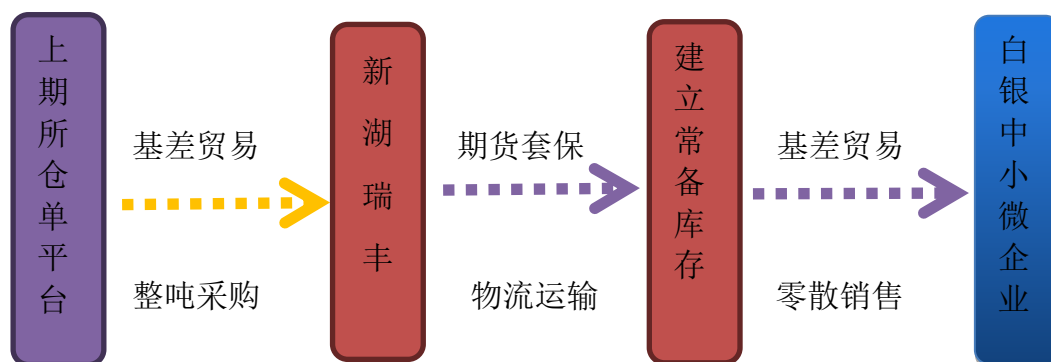 上期所仓单平台
基差贸易
整吨采购
新湖瑞丰
期货套保
物流运输
建立常备库存
基差贸易
零散销售
白银中小微企业